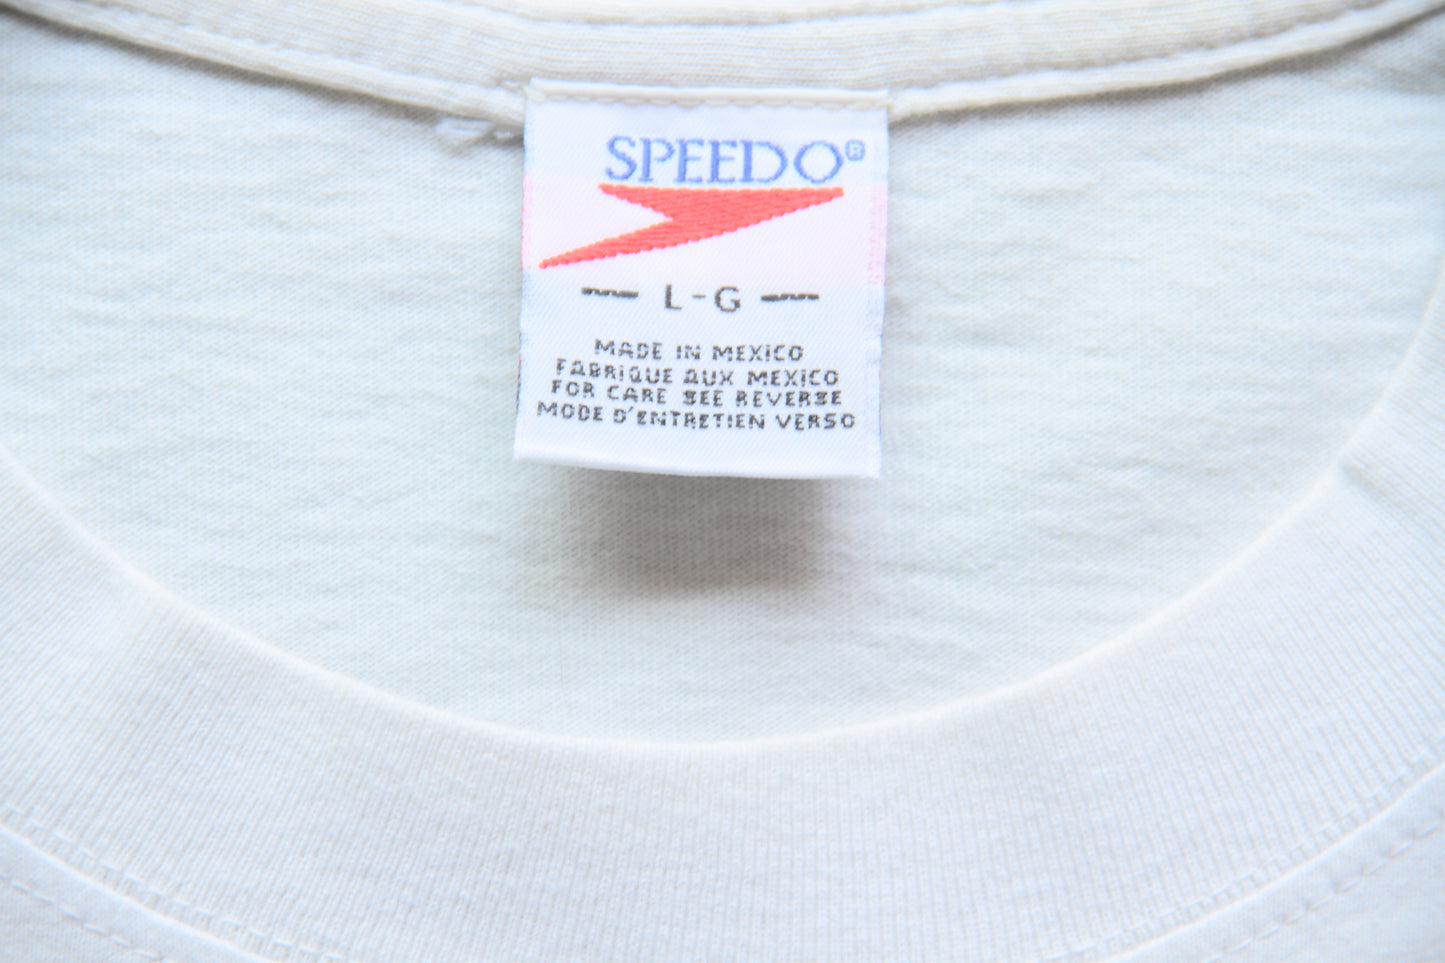 SPEEDO®
L-G
MADE IN MEXICO
FABRIQUE AUX MEXICO
FOR CARE SEE REVERSE
MODE D'ENTRETIEN VERSO